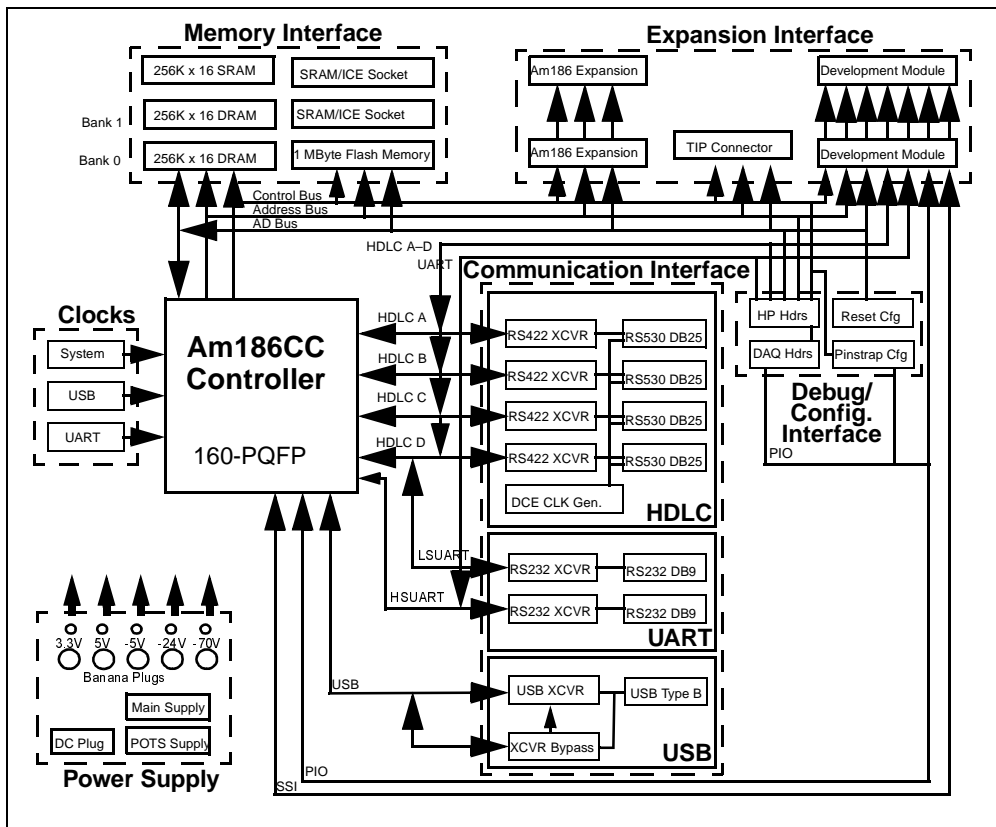 Memory Interface
256K x 16 SRAM
SRAM/ICE Socket
Bank 1
256K x 16 DRAM
SRAM/ICE Socket
Bank 0
256K x 16 DRAM
1 MByte Flash Memory
Expansion Interface
Am186 Expansion
Development Module
Am186 Expansion
TIP Connector
Development Module
Control Bus
Address Bus
AD Bus
HDLC A–D
UART
Clocks
System
USB
UART
Am186CC
Controller
160-PQFP
HDLC A
HDLC B
HDLC C
HDLC D
LSUART
HSUART
USB
PIO
SSI
Communication Interface
RS422 XCVR
RS530 DB25
RS422 XCVR
RS530 DB25
RS422 XCVR
RS530 DB25
RS422 XCVR
RS530 DB25
DCE CLK Gen.
HDLC
RS232 XCVR
RS232 DB9
RS232 XCVR
RS232 DB9
UART
USB XCVR
USB Type B
XCVR Bypass
USB
HP Hdrs
Reset Cfg
DAQ Hdrs
Pinstrap Cfg
Debug/
Config.
Interface
PIO
3.3V
5V
-5V
-24V
-70V
Banana Plugs
Main Supply
DC Plug
POTS Supply
Power Supply